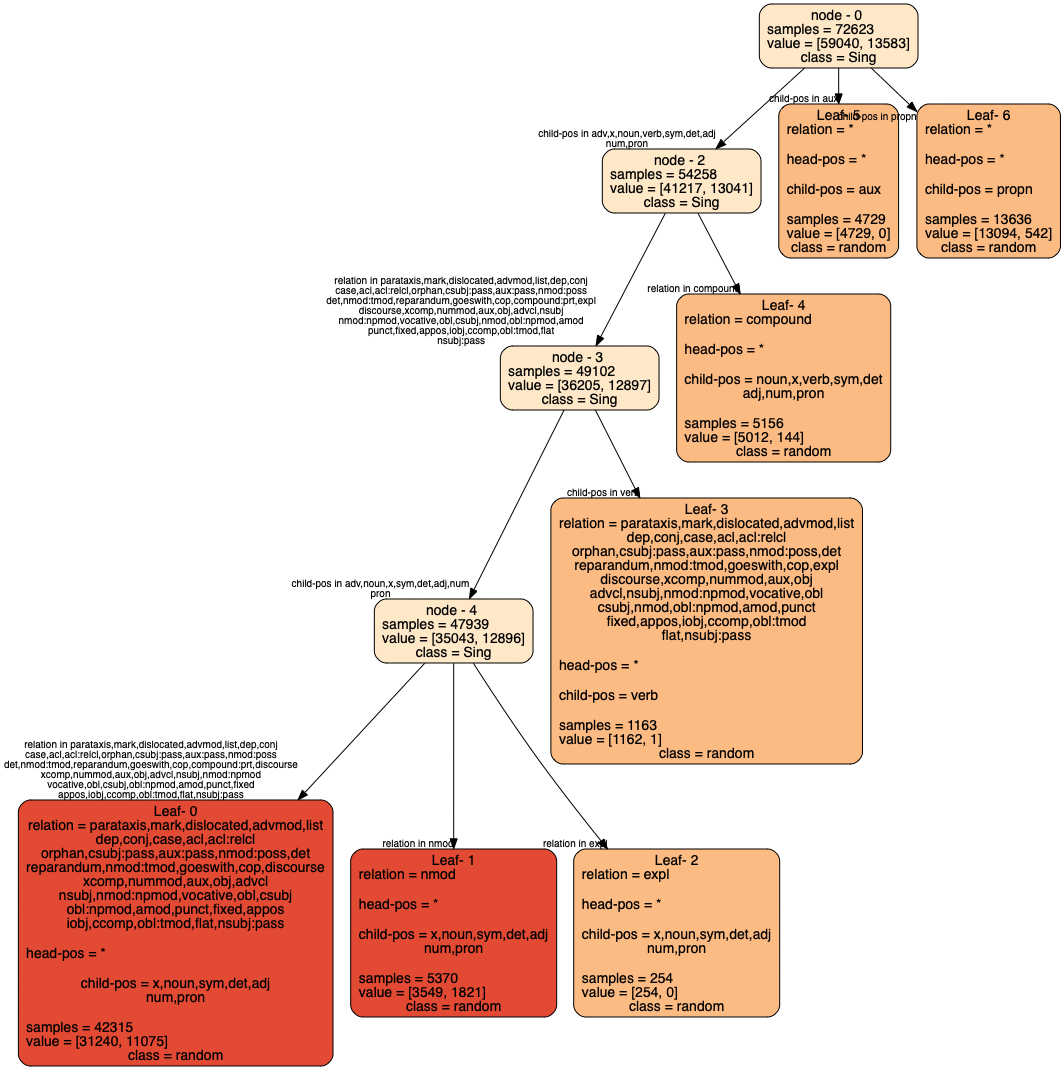 node - 0
samples = 72623
value = [59040, 13583]
class = Sing
child-pos in aux
child-pos in propn
Leaf- 5
relation = *
head-pos = *
child-pos = aux
samples = 4729
value = [4729, 0]
class = random
Leaf- 6
relation = *
head-pos = *
child-pos = propn
samples = 13636
value = [13094, 542]
class = random
child-pos in adv,x,noun,verb,sym,det,adj
num,pron
node - 2
samples = 54258
value = [41217, 13041]
class = Sing
relation in parataxis,mark,dislocated,advmod,list,dep,conj
case,acl,acl:relcl,orphan,csubj:pass,aux:pass,nmod:poss
det,nmod:tmod,reparandum,goeswith,cop,compound:prt,expl
discourse,xcomp,nummod,aux,obj,advcl,nsubj
nmod:npmod,vocative,obl,csubj,nmod,obl:npmod,amod
punct,fixed,appos,iobj,ccomp,obl:tmod,flat
nsubj:pass
relation in compound
Leaf- 4
relation = compound
head-pos = *
child-pos = noun,x,verb,sym,det
adj,num,pron
samples = 5156
value = [5012, 144]
class = random
node - 3
samples = 49102
value = [36205, 12897]
class = Sing
child-pos in verb
Leaf- 3
relation = parataxis,mark,dislocated,advmod,list
dep,conj,case,acl,acl:relcl
orphan,csubj:pass,aux:pass,nmod:poss,det
reparandum,nmod:tmod,goeswith,cop,expl
discourse,xcomp,nummod,aux,obj
advcl,nsubj,nmod:npmod,vocative,obl
csubj,nmod,obl:npmod,amod,punct
fixed,appos,iobj,ccomp,obl:tmod
flat,nsubj:pass
head-pos = *
child-pos = verb
samples = 1163
value = [1162, 1]
class = random
child-pos in adv,noun,x,sym,det,adj,num
pron
node - 4
samples = 47939
value = [35043, 12896]
class = Sing
relation in parataxis,mark,dislocated,advmod,list,dep,conj
case,acl,acl:relcl,orphan,csubj:pass,aux:pass,nmod:poss
det,nmod:tmod,reparandum,goeswith,cop,compound:prt,discourse
xcomp,nummod,aux,obj,advcl,nsubj,nmod:npmod
vocative,obl,csubj,obl:npmod,amod,punct,fixed
appos,iobj,ccomp,obl:tmod,flat,nsubj:pass
Leaf- 0
relation = parataxis,mark,dislocated,advmod,list
dep,conj,case,acl,acl:relcl
orphan,csubj:pass,aux:pass,nmod:poss,det
reparandum,nmod:tmod,goeswith,cop,discourse
xcomp,nummod,aux,obj,advcl
nsubj,nmod:npmod,vocative,obl,csubj
obl:npmod,amod,punct,fixed,appos
iobj,ccomp,obl:tmod,flat,nsubj:pass
head-pos = *
child-pos = x,noun,sym,det,adj
num,pron
samples = 42315
value = [31240, 11075]
class = random
relation in nmod
Leaf- 1
relation = nmod
head-pos = *
child-pos = x,noun,sym,det,adj
num,pron
samples = 5370
value = [3549, 1821]
class = random
relation in expl
Leaf- 2
relation = expl
head-pos = *
child-pos = x,noun,sym,det,adj
num,pron
samples = 254
value = [254, 0]
class = random